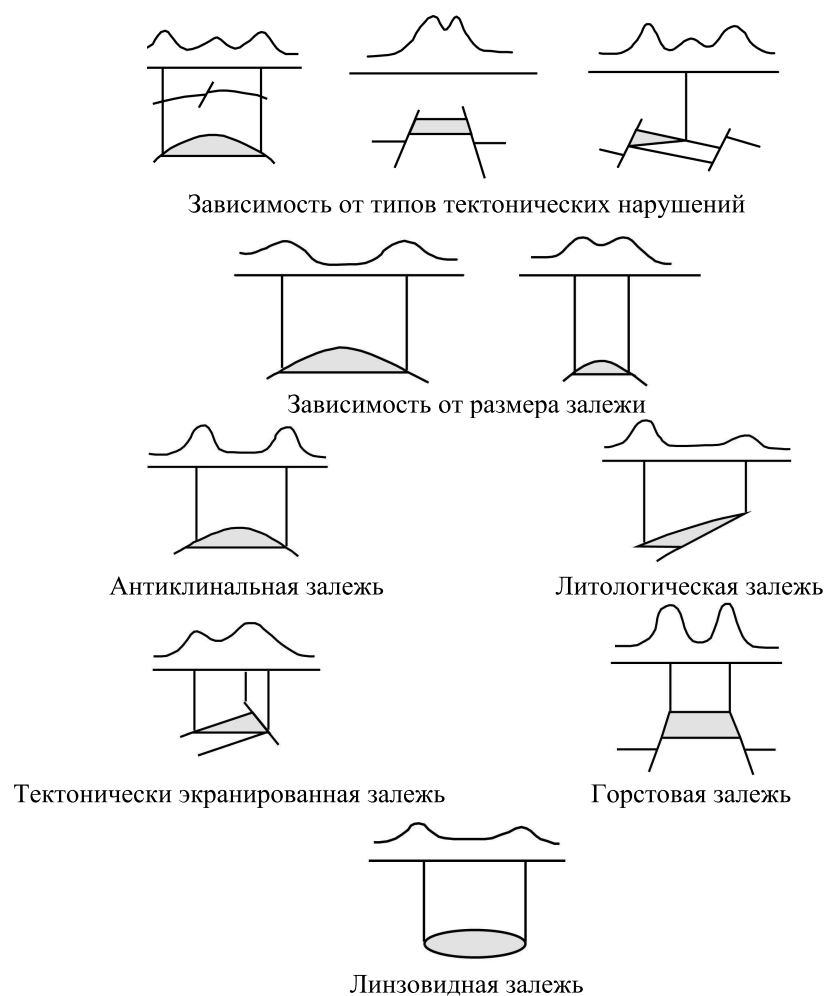 Зависимость от типов тектонических нарушений
Зависимость от размера залежи
Антиклинальная залежь
Литологическая залежь
Тектонически экранированная залежь
Горстовая залежь
Линзовидная залежь